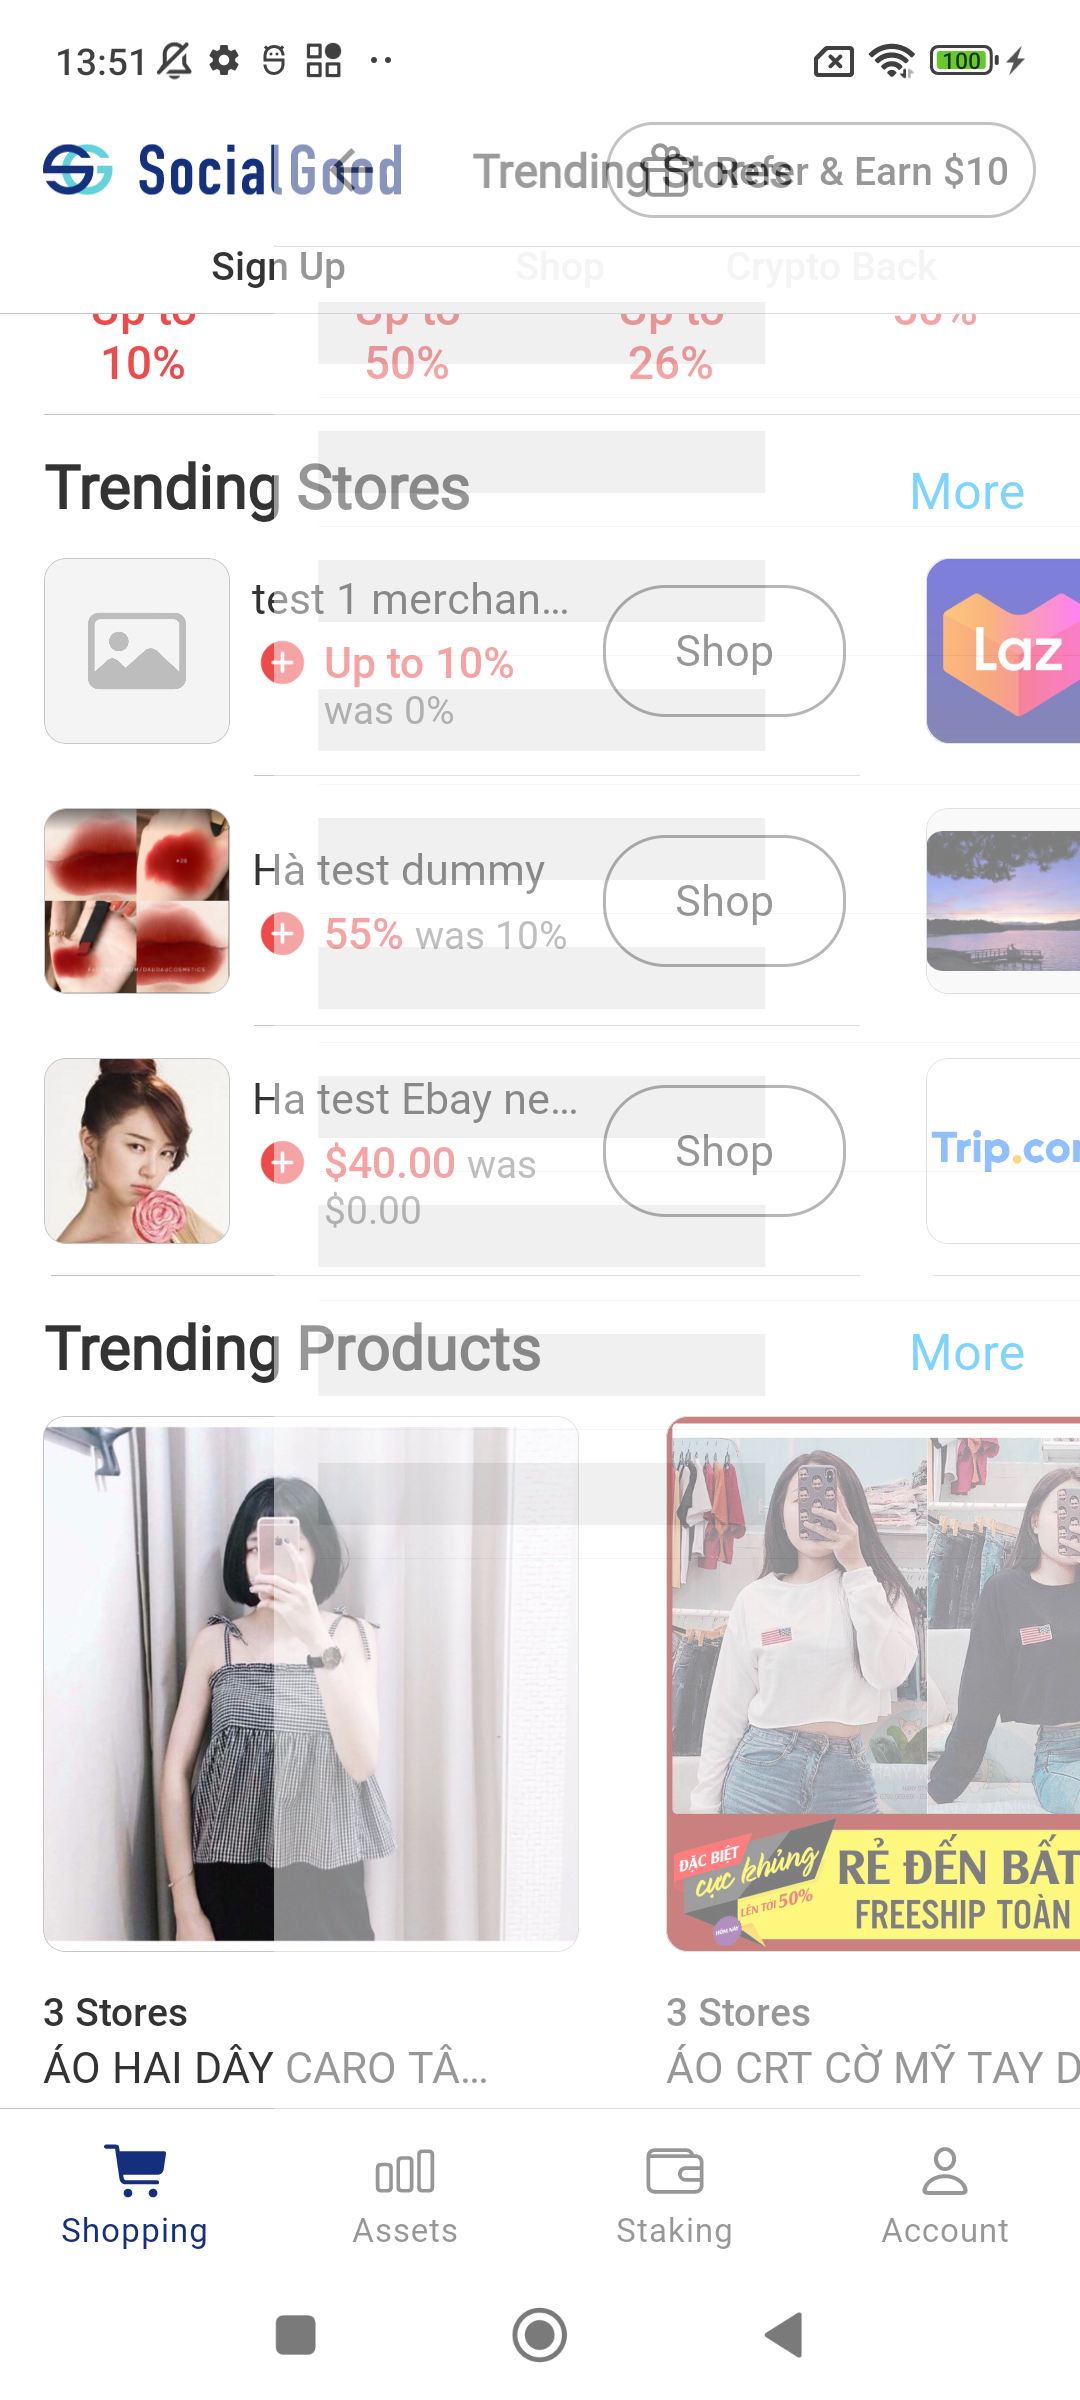 13:51
100
SocialGood
Trending Stores
Refer & Earn $10
Sign Up
Shop
Crypto Back
Up to
10%
Up to
50%
Up to
26%
30%
Trending Stores
More
test 1 merchan...
Up to 10%
was 0%
Shop
Laz
Hà test dummy
55% was 10%
Shop
Ha test Ebay ne...
$40.00 was
$0.00
Shop
Trip.com
Trending Products
More
ĐẶC BIỆT
cực khủng
LÊN TỚI 50%
HÔM NAY
RẺ ĐẾN BẤT
FREESHIP TOÀN
3 Stores
ÁO HAI DÂY CARO TÂ...
3 Stores
ÁO CRT CỜ MỸ TAY D
Shopping
Assets
Staking
Account